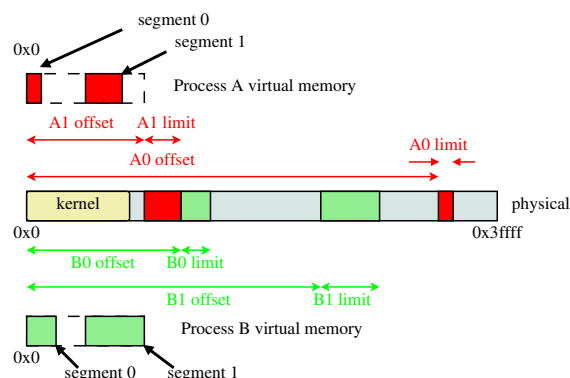 segment 0
0x0
segment 1
Process A virtual memory
A1 offset
A1 limit
A0 limit
A0 offset
kernel
physical
0x0
0x3ffff
B0 offset
B0 limit
B1 offset
B1 limit
Process B virtual memory
0x0
segment 0
segment 1